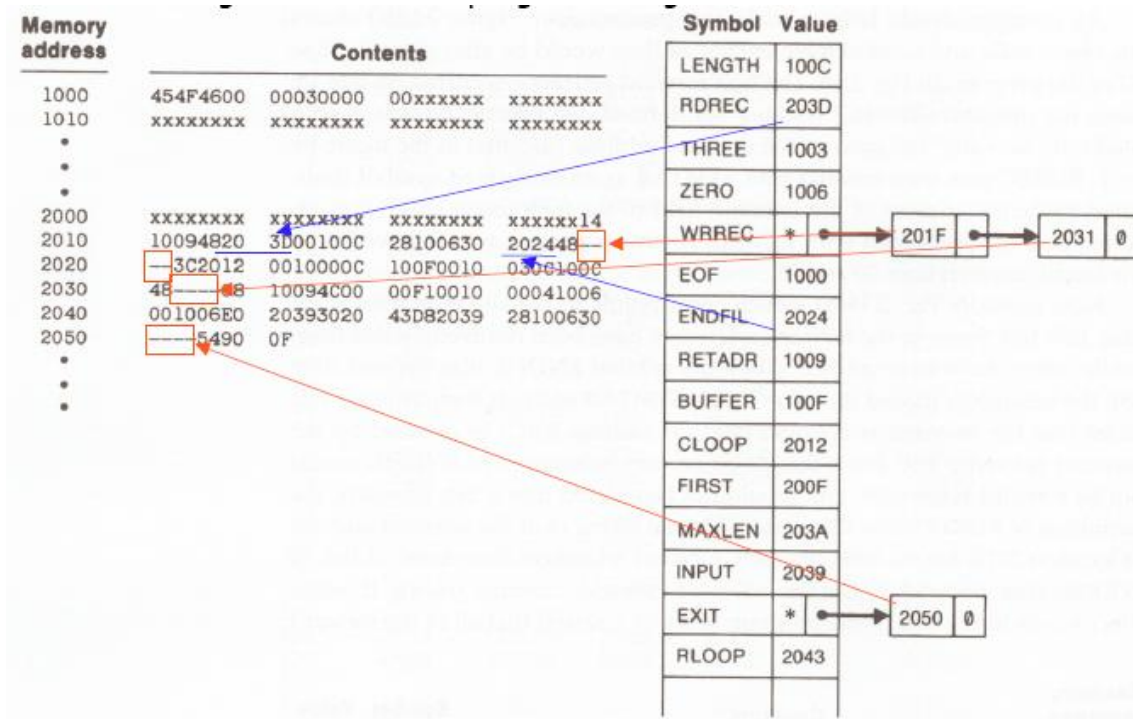 Memory address Contents
1000 454F4600 00030000 00xxxxxx xxxxxxxx
1010 xxxxxxxx xxxxxxxx xxxxxxxx xxxxxxxx
2000 xxxxxxxx xxxxxxxx xxxxxxxx xxxxxx14
2010 10094820 3D00100C 28100630 202448
2020 --3C2012 0010000C 100F0010 030C100C
2030 48----08 10094C00 00F10010 00041006
2040 001006E0 20393020 43D82039 28100630
2050 ----5490 0F
Symbol Value
LENGTH 100C
RDREC 203D
THREE 1003
ZERO 1006
WRREC * 201F 2031 0
EOF 1000
ENDFIL 2024
RETADR 1009
BUFFER 100F
CLOOP 2012
FIRST 200F
MAXLEN 203A
INPUT 2039
EXIT * 2050 0
RLOOP 2043